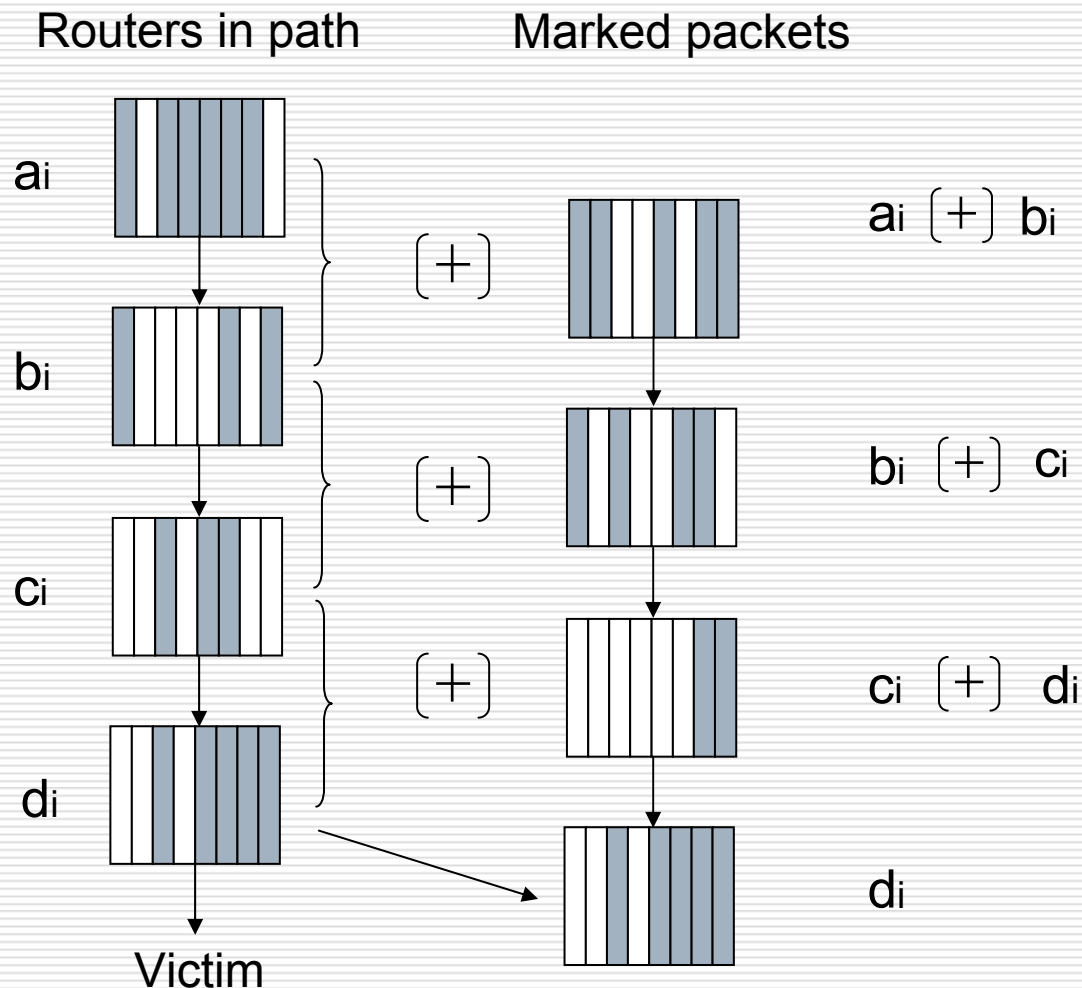 Routers in path
Marked packets
ai
(+)
ai (+) bi
bi
(+)
bi (+) ci
ci
(+)
ci (+) di
di
di
Victim